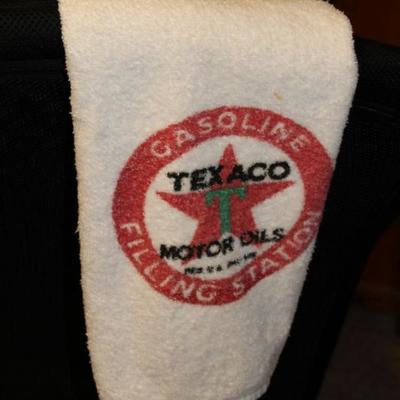 GASOLINE
TEXACO
T
MOTOR OILS
FILLING STATION